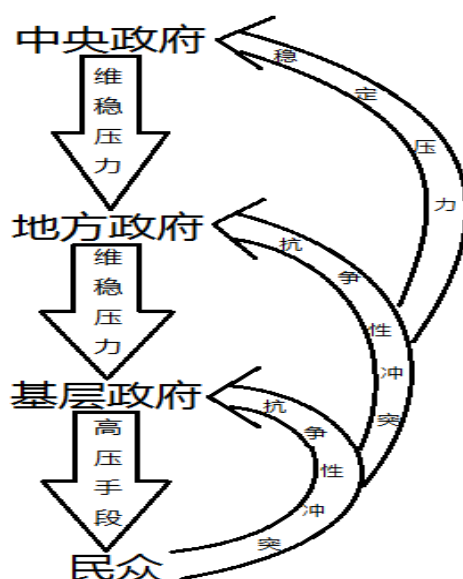 中央政府
维稳压力
稳定压力
地方政府
维稳压力
抗争性冲突
基层政府
高压手段
抗争性冲突
民众